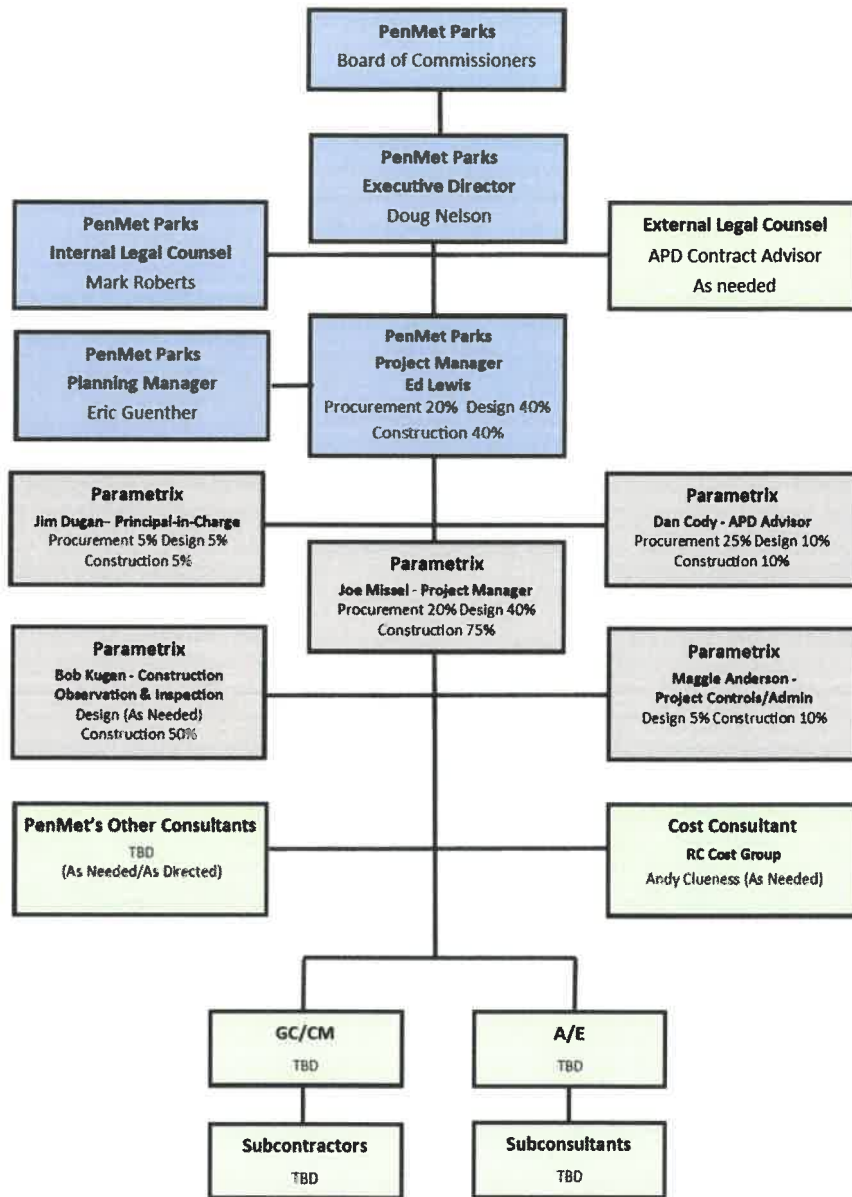 PenMet Parks
Board of Commissioners
PenMet Parks
Executive Director
Doug Nelson
PenMet Parks
Internal Legal Counsel
Mark Roberts
External Legal Counsel
APD Contract Advisor
As needed
PenMet Parks
Planning Manager
Eric Guenther
PenMet Parks
Project Manager
Ed Lewis
Procurement 20% Design 40%
Construction 40%
Parametrix
Jim Dugan– Principal-in-Charge
Procurement 5% Design 5%
Construction 5%
Parametrix
Dan Cody - APD Advisor
Procurement 25% Design 10%
Construction 10%
Parametrix
Joe Missel - Project Manager
Procurement 20% Design 40%
Construction 75%
Parametrix
Bob Kugen - Construction
Observation & Inspection
Design (As Needed)
Construction 50%
Parametrix
Maggie Anderson -
Project Controls/Admin
Design 5% Construction 10%
PenMet's Other Consultants
TBD
(As Needed/As Directed)
Cost Consultant
RC Cost Group
Andy Clueness (As Needed)
GC/CM
TBD
A/E
TBD
Subcontractors
TBD
Subconsultants
TBD